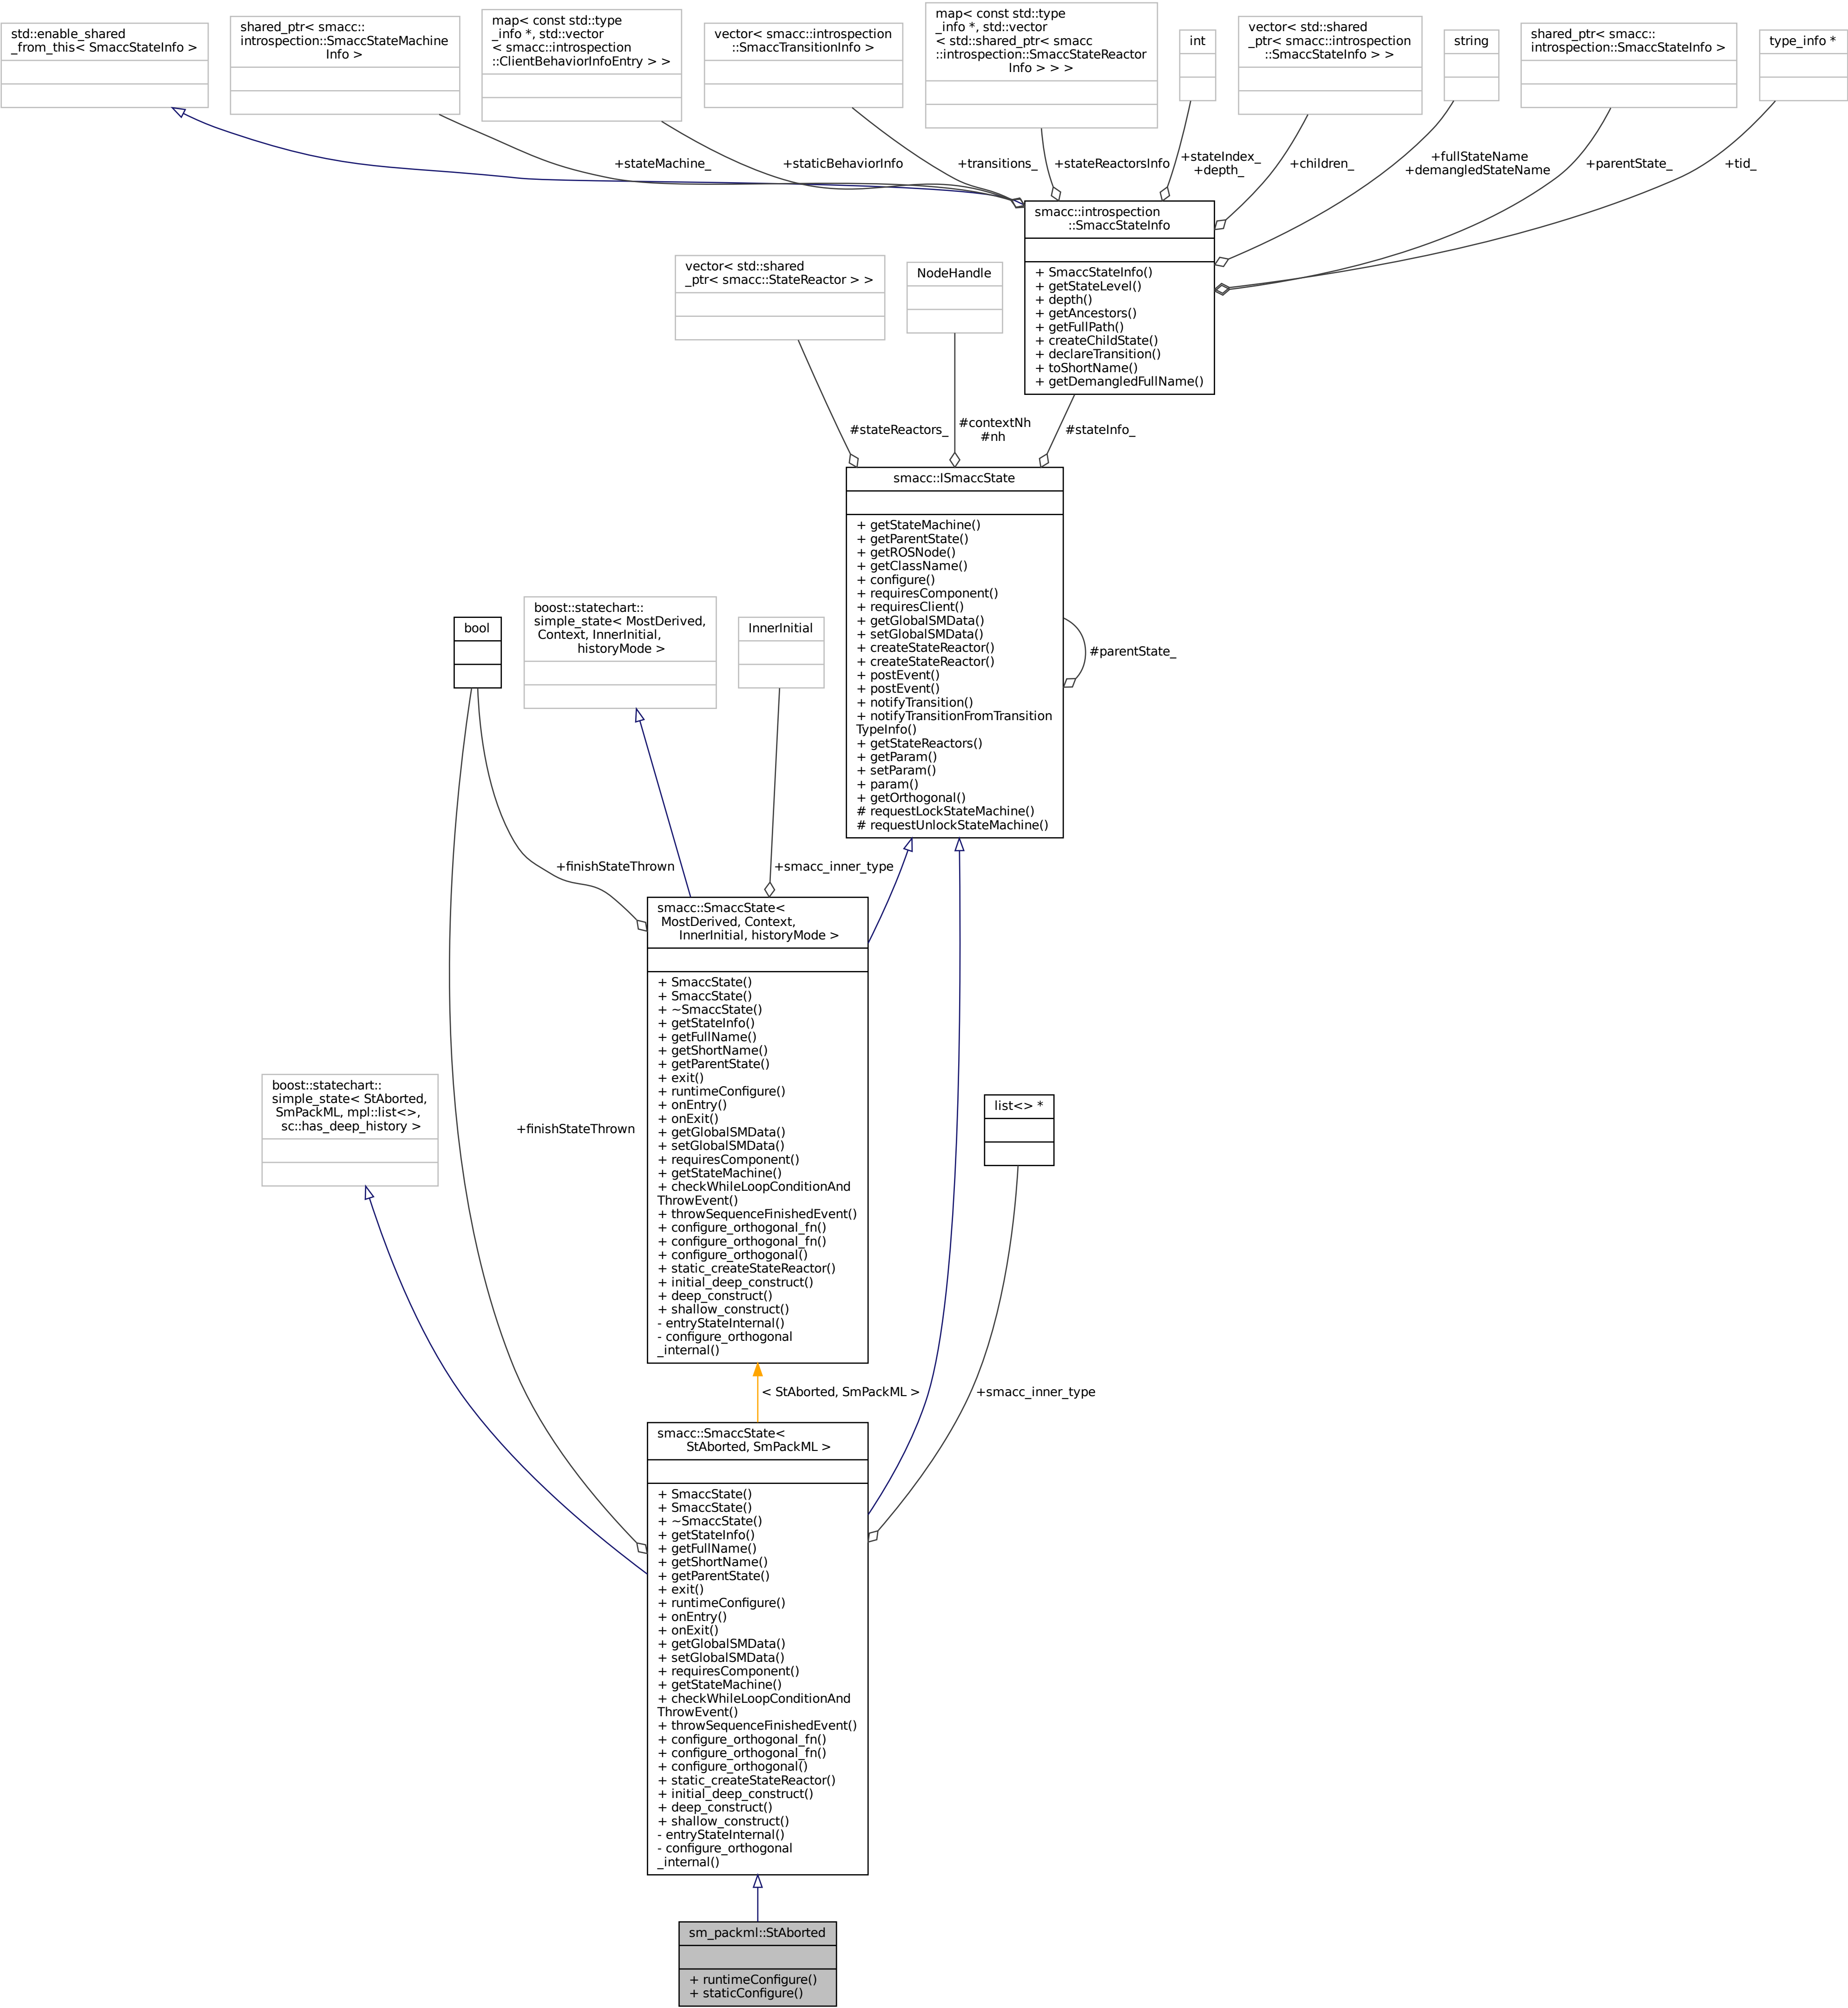 std::enable_shared
_from_this< SmaccStateInfo >
shared_ptr< smacc::
introspection::SmaccStateMachine
Info >
map< const std::type
_info *, std::vector
< smacc::introspection
::ClientBehaviorInfoEntry > >
vector< smacc::introspection
::SmaccTransitionInfo >
map< const std::type
_info *, std::vector
< std::shared_ptr< smacc
::introspection::SmaccStateReactor
Info > > >
int
vector< std::shared
_ptr< smacc::introspection
::SmaccStateInfo > >
string
shared_ptr< smacc::
introspection::SmaccStateInfo >
type_info *
+stateMachine_
+staticBehaviorInfo
+transitions_
+stateReactorsInfo
+stateIndex_
+depth_
+children_
+fullStateName
+demangledStateName
+parentState_
+tid_
smacc::introspection
::SmaccStateInfo
+ SmaccStateInfo()
+ getStateLevel()
+ depth()
+ getAncestors()
+ getFullPath()
+ createChildState()
+ declareTransition()
+ toShortName()
+ getDemangledFullName()
vector< std::shared
_ptr< smacc::StateReactor > >
NodeHandle
#stateReactors_
#contextNh
#nh
#stateInfo_
smacc::ISmaccState
+ getStateMachine()
+ getParentState()
+ getROSNode()
+ getClassName()
+ configure()
+ requiresComponent()
+ requiresClient()
+ getGlobalSMData()
+ setGlobalSMData()
+ createStateReactor()
+ createStateReactor()
+ postEvent()
+ postEvent()
+ notifyTransition()
+ notifyTransitionFromTransition
TypeInfo()
+ getStateReactors()
+ getParam()
+ setParam()
+ param()
+ getOrthogonal()
# requestLockStateMachine()
# requestUnlockStateMachine()
#parentState_
bool
boost::statechart::
simple_state< MostDerived,
Context, InnerInitial,
historyMode >
InnerInitial
+finishStateThrown
+smacc_inner_type
smacc::SmaccState<
MostDerived, Context,
InnerInitial, historyMode >
+ SmaccState()
+ SmaccState()
+ ~SmaccState()
+ getStateInfo()
+ getFullName()
+ getShortName()
+ getParentState()
+ exit()
+ runtimeConfigure()
+ onEntry()
+ onExit()
+ getGlobalSMData()
+ setGlobalSMData()
+ requiresComponent()
+ getStateMachine()
+ checkWhileLoopConditionAnd
ThrowEvent()
+ throwSequenceFinishedEvent()
+ configure_orthogonal_fn()
+ configure_orthogonal_fn()
+ configure_orthogonal()
+ static_createStateReactor()
+ initial_deep_construct()
+ deep_construct()
+ shallow_construct()
- entryStateInternal()
- configure_orthogonal
_internal()
boost::statechart::
simple_state< StAborted,
SmPackML, mpl::list<>,
sc::has_deep_history >
+finishStateThrown
list<> *
< StAborted, SmPackML >
+smacc_inner_type
smacc::SmaccState<
StAborted, SmPackML >
+ SmaccState()
+ SmaccState()
+ ~SmaccState()
+ getStateInfo()
+ getFullName()
+ getShortName()
+ getParentState()
+ exit()
+ runtimeConfigure()
+ onEntry()
+ onExit()
+ getGlobalSMData()
+ setGlobalSMData()
+ requiresComponent()
+ getStateMachine()
+ checkWhileLoopConditionAnd
ThrowEvent()
+ throwSequenceFinishedEvent()
+ configure_orthogonal_fn()
+ configure_orthogonal_fn()
+ configure_orthogonal()
+ static_createStateReactor()
+ initial_deep_construct()
+ deep_construct()
+ shallow_construct()
- entryStateInternal()
- configure_orthogonal
_internal()
sm_packml::StAborted
+ runtimeConfigure()
+ staticConfigure()